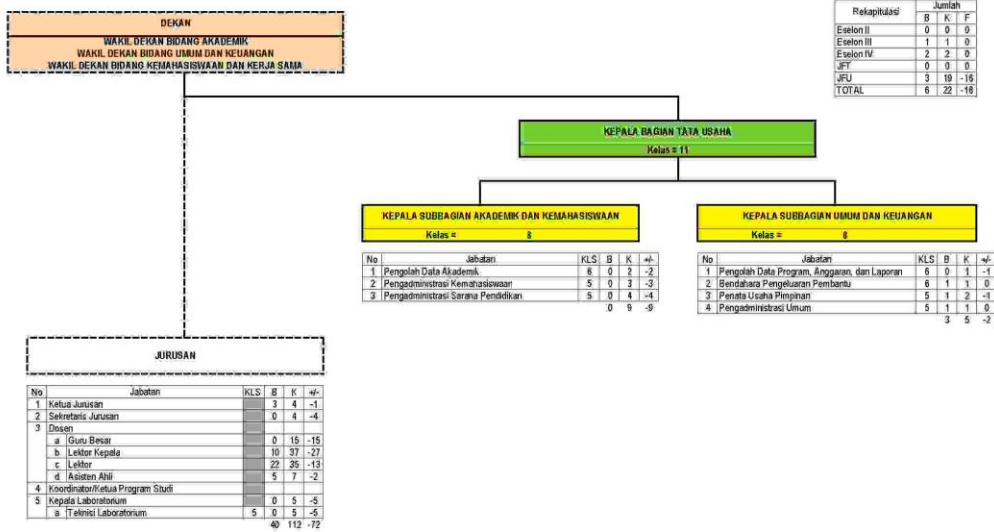 DEKAN
WAKIL DEKAN BIDANG AKADEMIK
WAKIL DEKAN BIDANG UMUM DAN KEUANGAN
WAKIL DEKAN BIDANG KEMAHASISWAAN DAN KERJA SAMA
Rekapitulasi Jumlah
B K F
Eselon II 0 0 0
Eselon III 1 1 0
Eselon IV 2 2 0
JFT 0 0 0
JFU 3 19 -16
TOTAL 6 22 -16
KEPALA BAGIAN TATA USAHA
Kelas = 11
KEPALA SUBBAGIAN AKADEMIK DAN KEMAHASISWAAN
Kelas = 8
No Jabatan KLS B K +/-
1 Pengolah Data Akademik 6 0 2 -2
2 Pengadministrasi Kemahasiswaan 5 0 3 -3
3 Pengadministrasi Sarana Pendidikan 5 0 4 -4
0 9 -9
KEPALA SUBBAGIAN UMUM DAN KEUANGAN
Kelas = 8
No Jabatan KLS B K +/-
1 Pengolah Data Program, Anggaran, dan Laporan 6 0 1 -1
2 Bendahara Pengeluaran Pembantu 6 1 1 0
3 Penata Usaha Pimpinan 5 1 2 -1
4 Pengadministrasi Umum 5 1 1 0
3 5 -2
JURUSAN
No Jabatan KLS B K +/-
1 Ketua Jurusan 3 4 -1
2 Sekretaris Jurusan 0 4 -4
3 Dosen
a Guru Besar 0 15 -15
b Lektor Kepala 10 37 -27
c Lektor 22 35 -13
d Asisten Ahli 5 7 -2
4 Koordinator/Ketua Program Studi
5 Kepala Laboratorium 0 5 -5
a Teknisi Laboratorium 5 0 5 -5
40 112 -72